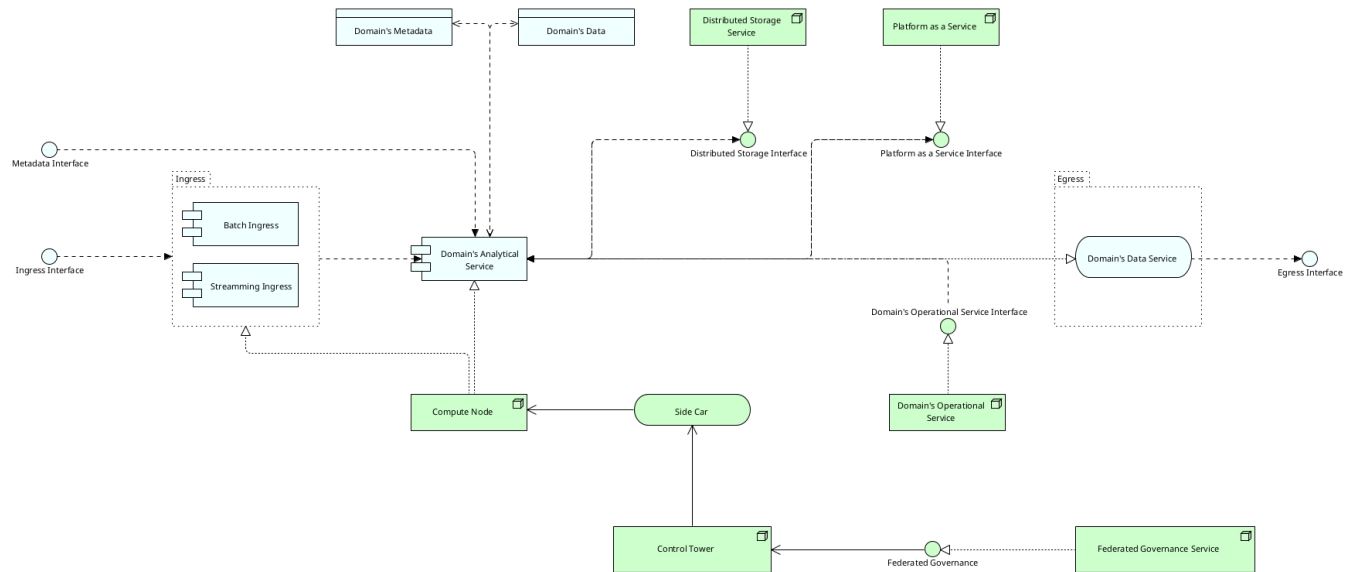 Domain's Metadata
Domain's Data
Distributed Storage
Service
Platform as a Service
Metadata Interface
Distributed Storage Interface
Platform as a Service Interface
Ingress
Egress
Batch Ingress
Ingress Interface
Streamming Ingress
Domain's Analytical
Service
Domain's Data Service
Egress Interface
Domain's Operational Service Interface
Compute Node
Side Car
Domain's Operational
Service
Control Tower
Federated Governance
Federated Governance Service